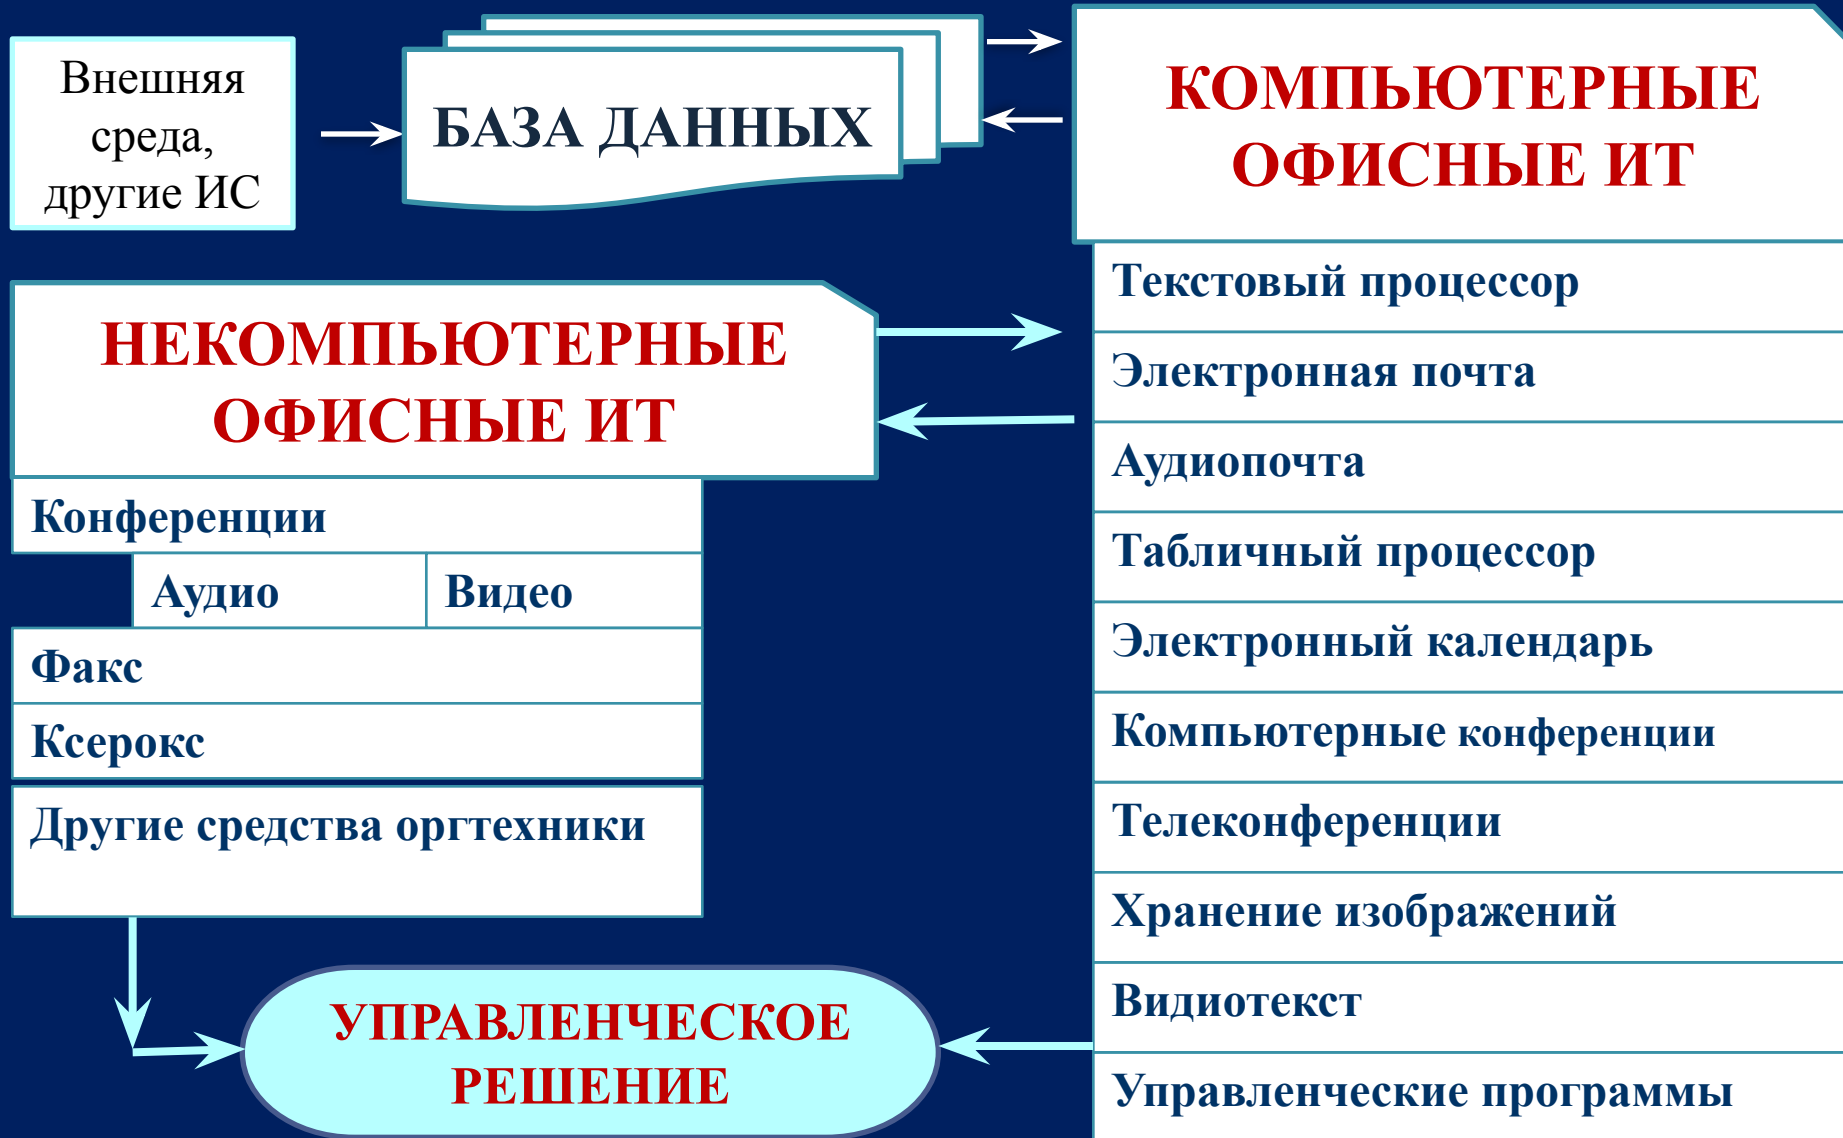 Внешняя
среда,
другие ИС
БАЗА ДАННЫХ
КОМПЬЮТЕРНЫЕ
ОФИСНЫЕ ИТ
НЕКОМПЬЮТЕРНЫЕ
ОФИСНЫЕ ИТ
Конференции
Аудио
Видео
Факс
Ксерокс
Другие средства оргтехники
Текстовый процессор
Электронная почта
Аудиопочта
Табличный процессор
Электронный календарь
Компьютерные конференции
Телеконференции
Хранение изображений
Видиотекст
Управленческие программы
УПРАВЛЕНЧЕСКОЕ
РЕШЕНИЕ